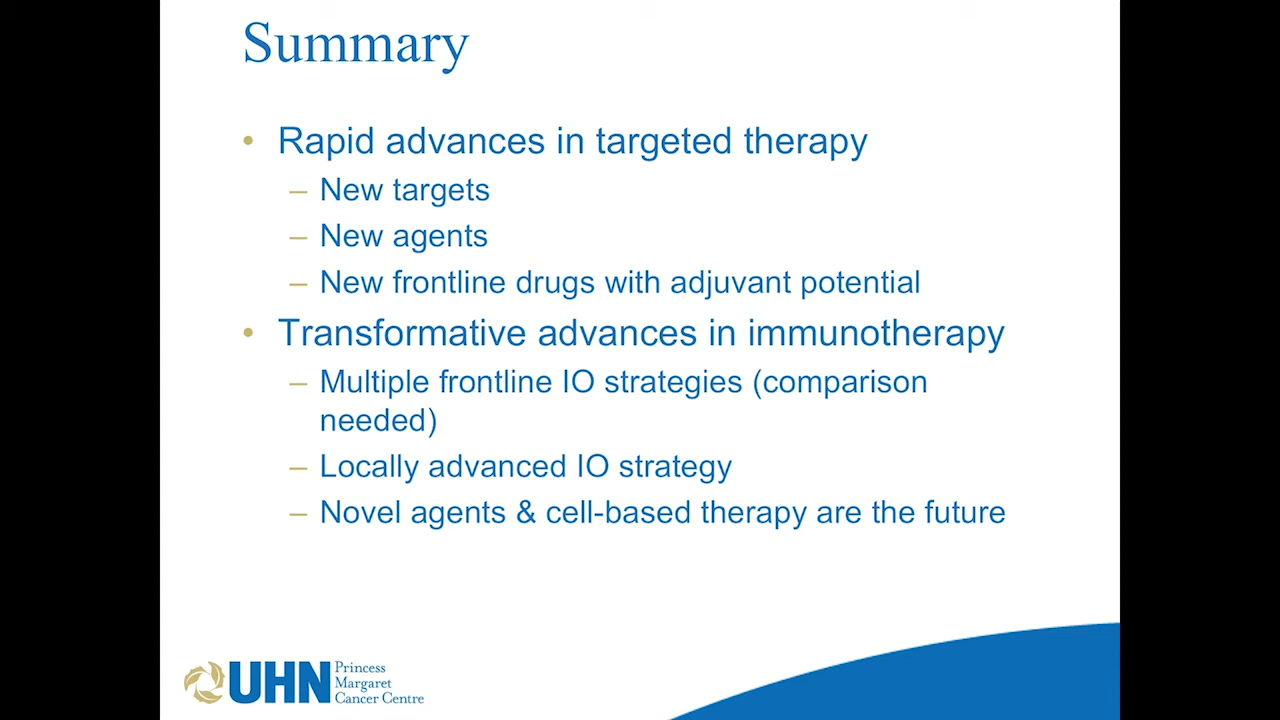 Summary
• Rapid advances in targeted therapy
– New targets
– New agents
– New frontline drugs with adjuvant potential
• Transformative advances in immunotherapy
– Multiple frontline IO strategies (comparison
needed)
– Locally advanced IO strategy
– Novel agents & cell-based therapy are the future
UHN
Princess
Margaret
Cancer Centre